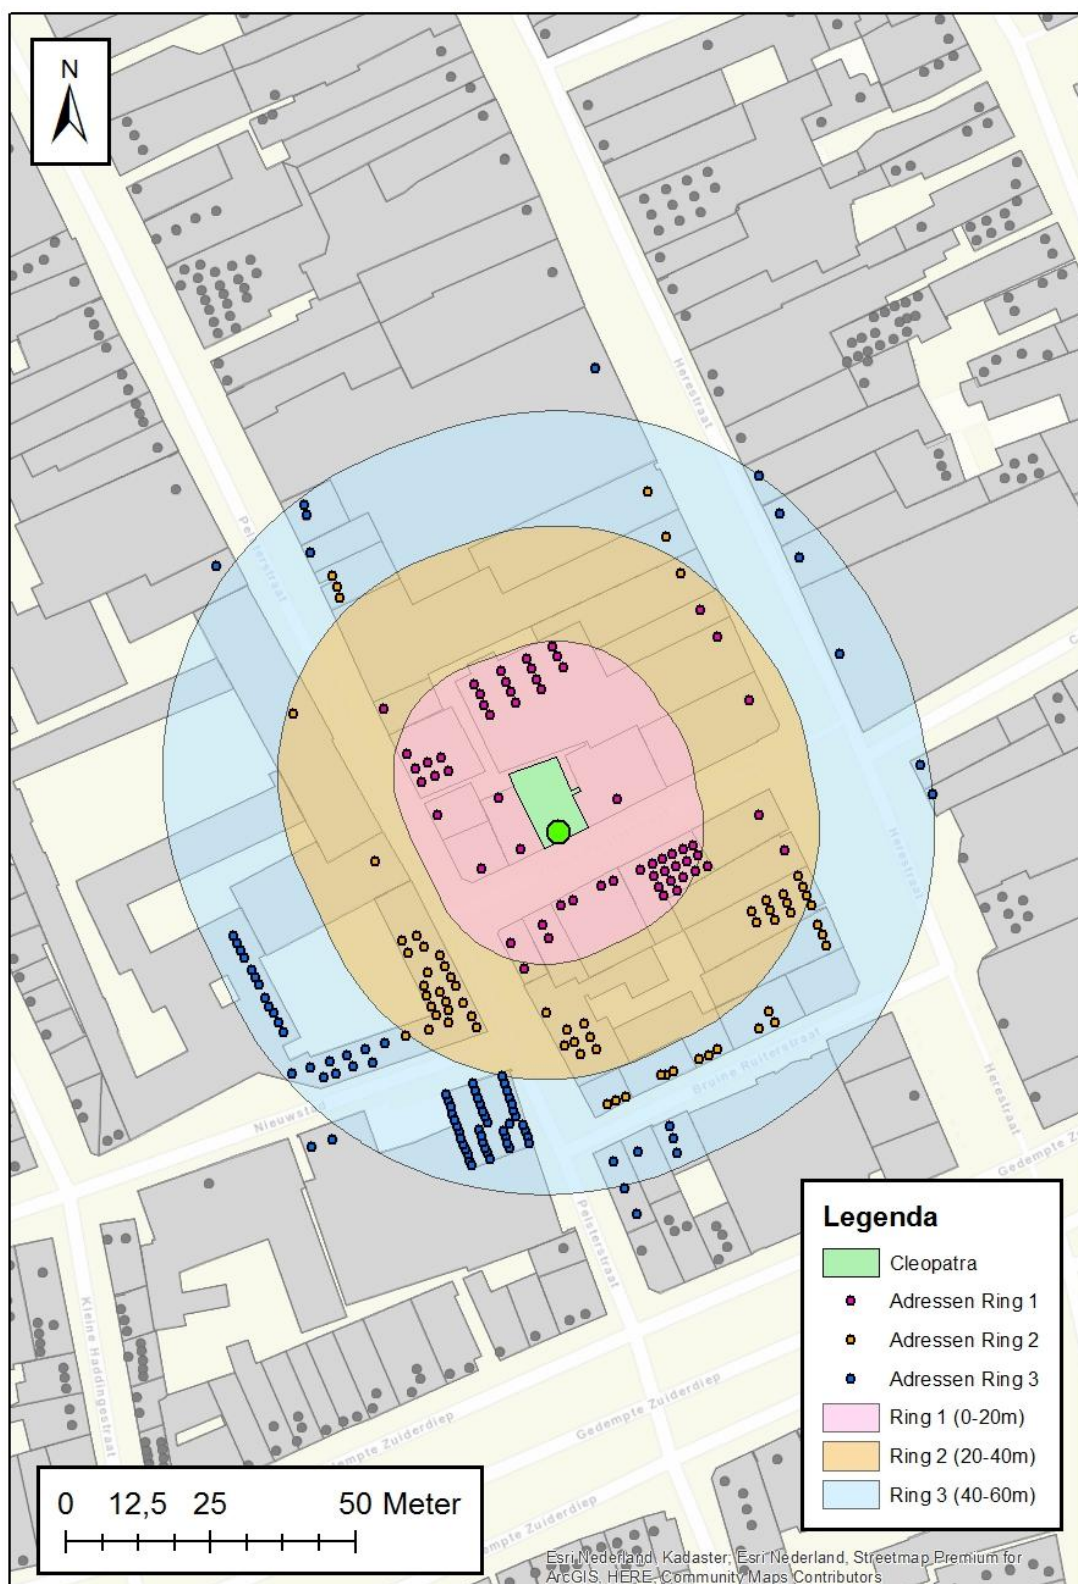 N
Herestraat
Pelsterstraat
Herestraat
Bruine Ruiterstraat
Nieuwstad
Herestraat
Gedempte Zu
Pelsterstraat
Kleine Haddingestraat
Gedempte Zuiderdiep
dempte Zuiderdiep
Gedempte Zuiderdiep
Legenda
Cleopatra
Adressen Ring 1
Adressen Ring 2
Adressen Ring 3
Ring 1 (0-20m)
Ring 2 (20-40m)
Ring 3 (40-60m)
0 12,5 25 50 Meter
Esri Nederland, Kadaster, Esri Nederland, Streetmap Premium for
ArcGIS, HERE, Community Maps Contributors